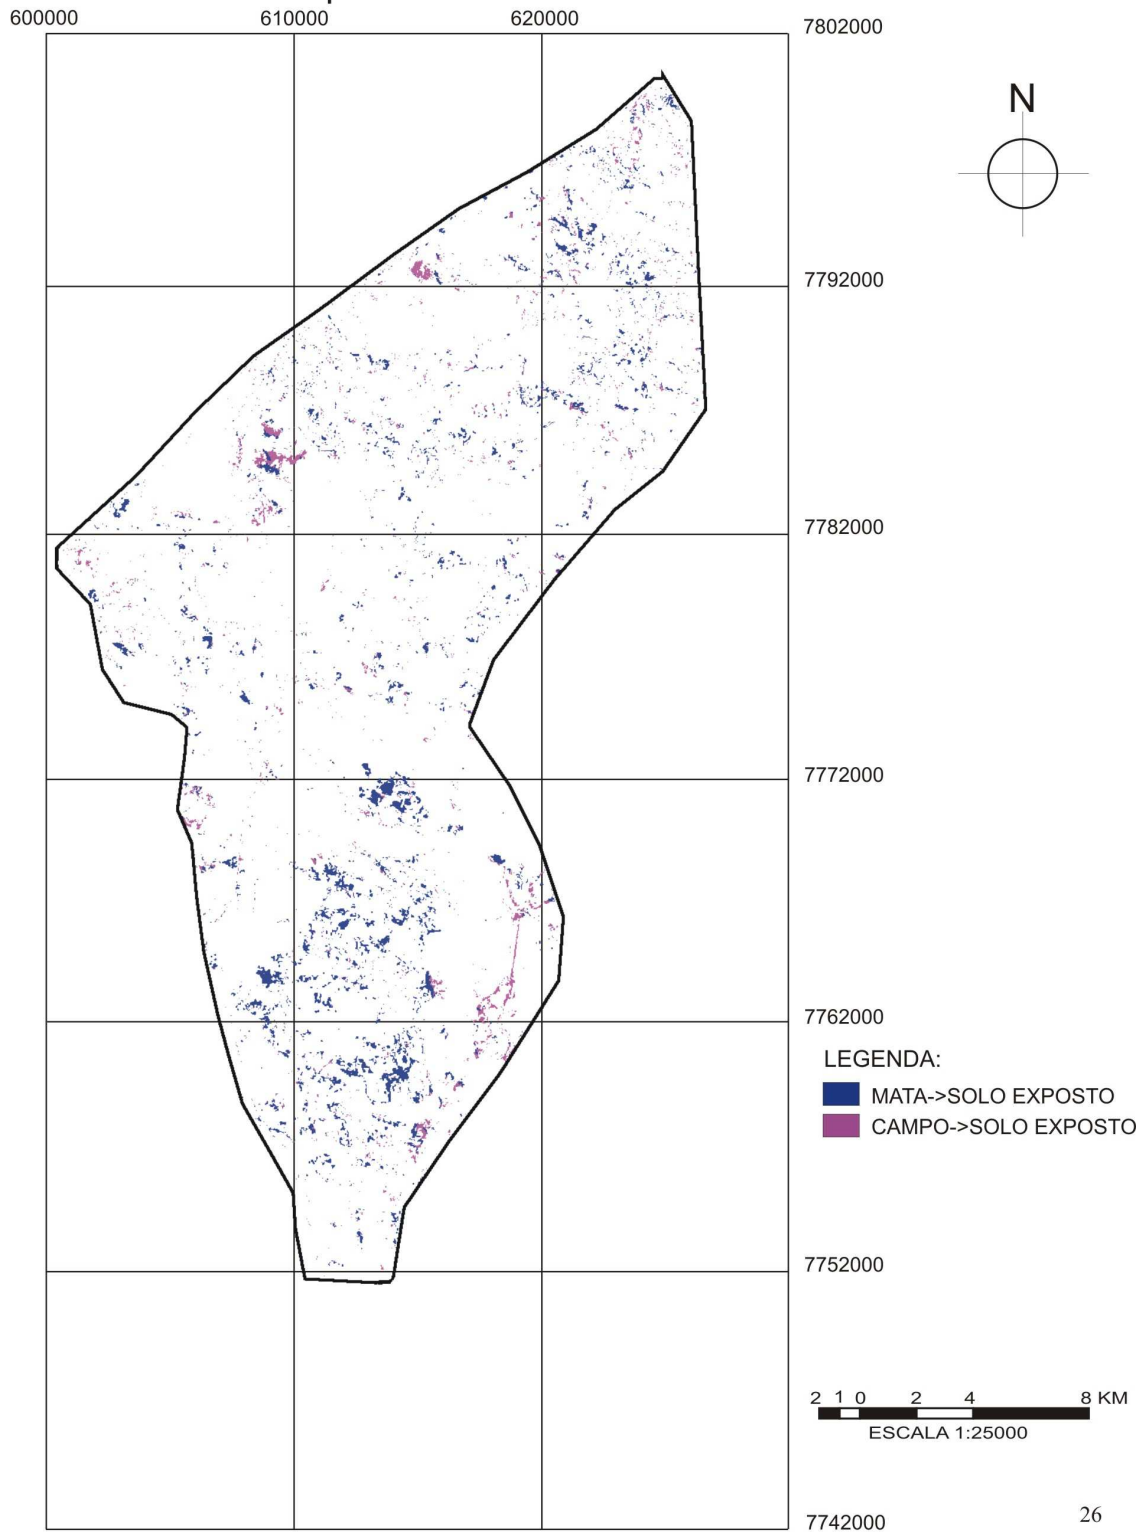 600000 610000 620000
7802000
N
7792000
7782000
7772000
7762000
LEGENDA:
MATA->SOLO EXPOSTO
CAMPO->SOLO EXPOSTO
7752000
2 1 0 2 4 8 KM
ESCALA 1:25000
7742000
26